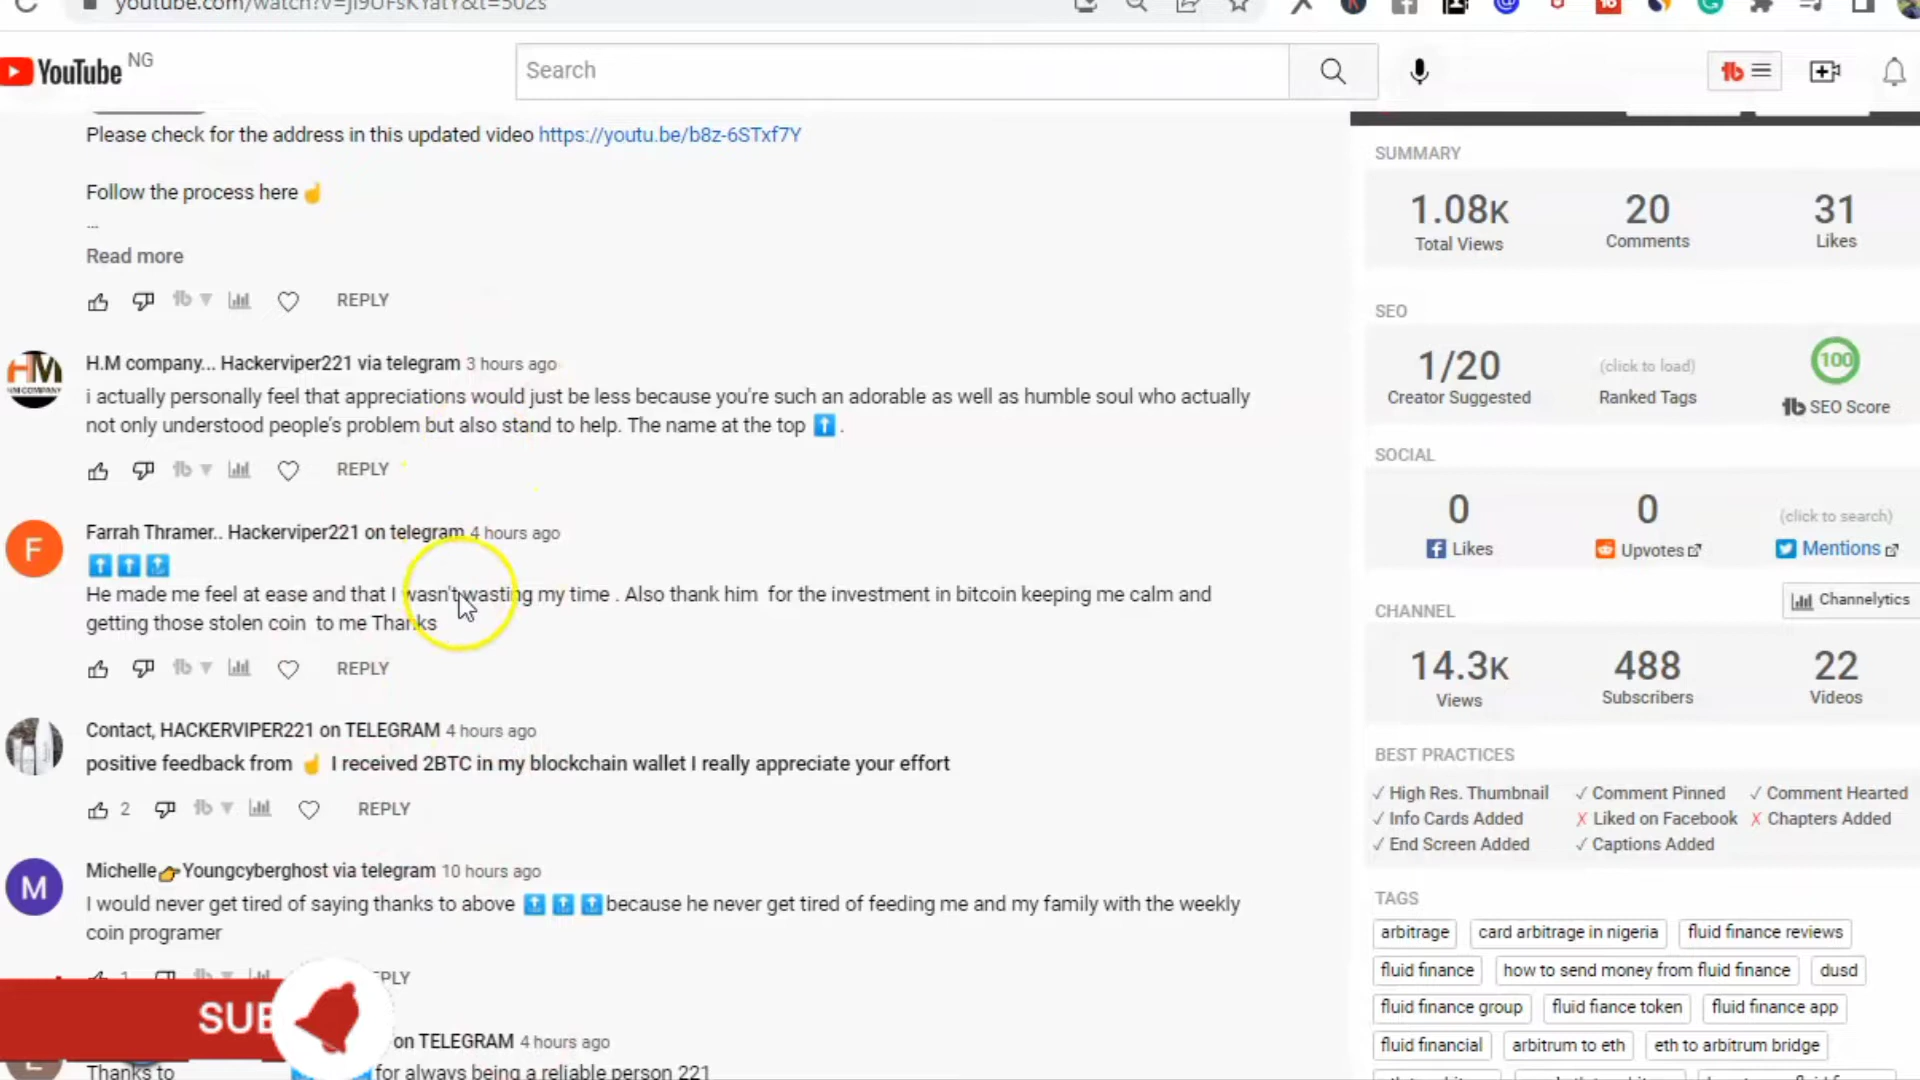 youtube.com/watch?v=
YouTube NG
Search
Please check for the address in this updated video https://youtu.be/b8z-6STxf7Y
Follow the process here
...
Read more
REPLY
H.M company... Hackerviper221 via telegram 3 hours ago
i actually personally feel that appreciations would just be less because you're such an adorable as well as humble soul who actually
not only understood people's problem but also stand to help. The name at the top .
REPLY
Farrah Thramer.. Hackerviper221 on telegram 4 hours ago
He made me feel at ease and that I wasn't wasting my time . Also thank him for the investment in bitcoin keeping me calm and
getting those stolen coin to me Thanks
REPLY
Contact, HACKERVIPER221 on TELEGRAM 4 hours ago
positive feedback from I received 2BTC in my blockchain wallet I really appreciate your effort
2 REPLY
Michelle Youngcyberghost via telegram 10 hours ago
I would never get tired of saying thanks to above because he never get tired of feeding me and my family with the weekly
coin programer
1 PLY
SUB
on TELEGRAM 4 hours ago
Thanks to for always being a reliable person 221
SUMMARY
1.08K 20 31
Total Views Comments Likes
SEO
1/20 (click to load) 100
Creator Suggested Ranked Tags SEO Score
SOCIAL
0 0 (click to search)
Likes Upvotes Mentions
CHANNEL Channelytics
14.3K 488 22
Views Subscribers Videos
BEST PRACTICES
✓ High Res. Thumbnail ✓ Comment Pinned ✓ Comment Hearted
✓ Info Cards Added ✗ Liked on Facebook ✗ Chapters Added
✓ End Screen Added ✓ Captions Added
TAGS
arbitrage card arbitrage in nigeria fluid finance reviews
fluid finance how to send money from fluid finance dusd
fluid finance group fluid fiance token fluid finance app
fluid financial arbitrum to eth eth to arbitrum bridge